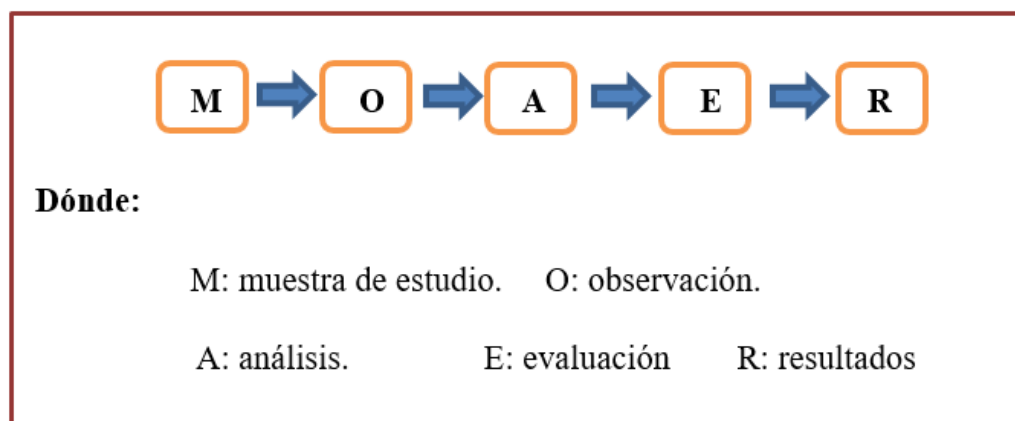 M O A E R
Dónde:
M: muestra de estudio. O: observación.
A: análisis. E: evaluación R: resultados